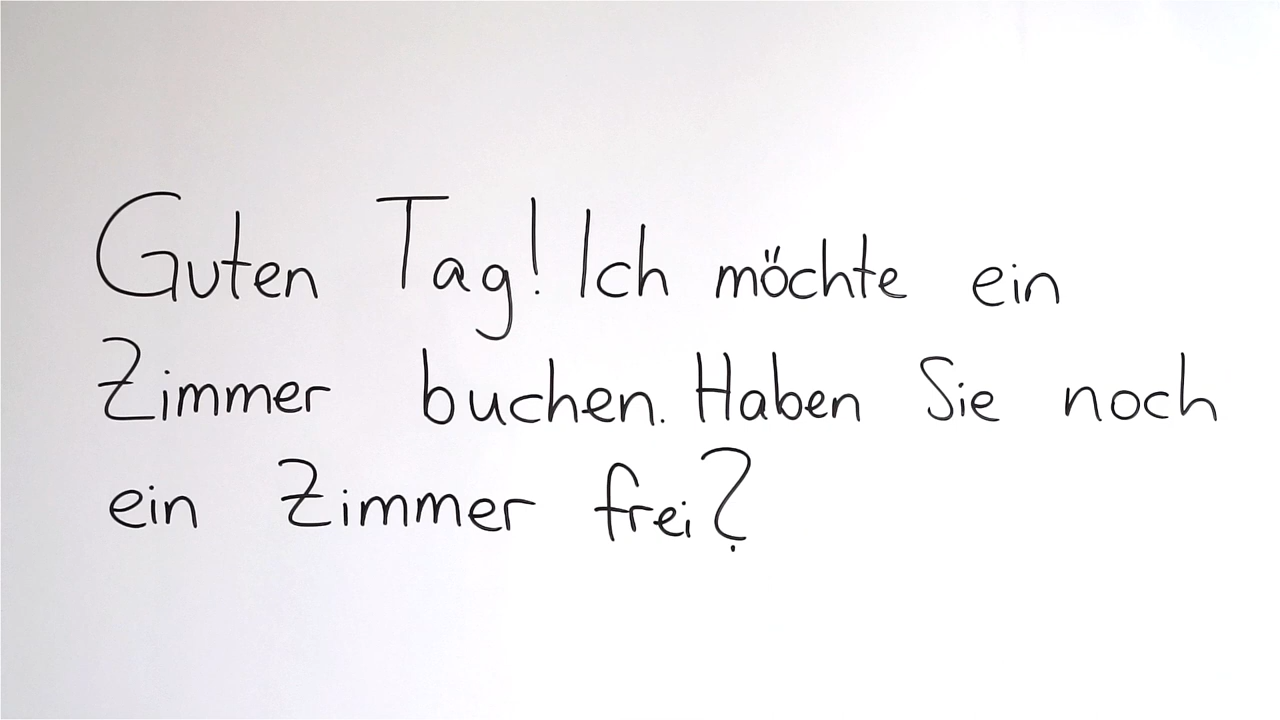 Guten Tag! Ich möchte ein
Zimmer buchen. Haben Sie noch
ein Zimmer frei?